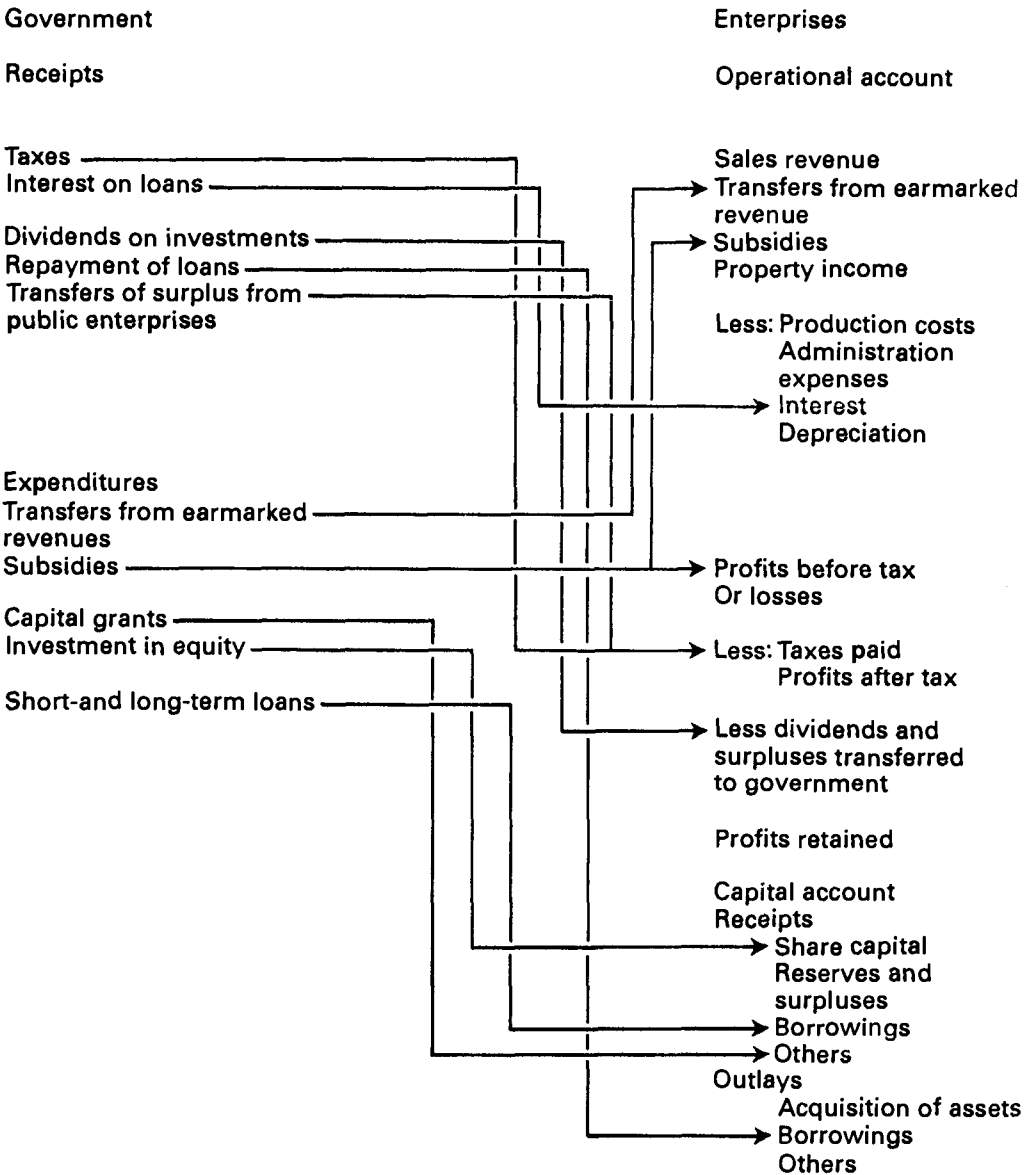 Government
Receipts
Taxes
Interest on loans
Dividends on investments
Repayment of loans
Transfers of surplus from
public enterprises
Expenditures
Transfers from earmarked
revenues
Subsidies
Capital grants
Investment in equity
Short-and long-term loans
Enterprises
Operational account
Sales revenue
Transfers from earmarked
revenue
Subsidies
Property income
Less: Production costs
Administration
expenses
Interest
Depreciation
Profits before tax
Or losses
Less: Taxes paid
Profits after tax
Less dividends and
surpluses transferred
to government
Profits retained
Capital account
Receipts
Share capital
Reserves and
surpluses
Borrowings
Others
Outlays
Acquisition of assets
Borrowings
Others